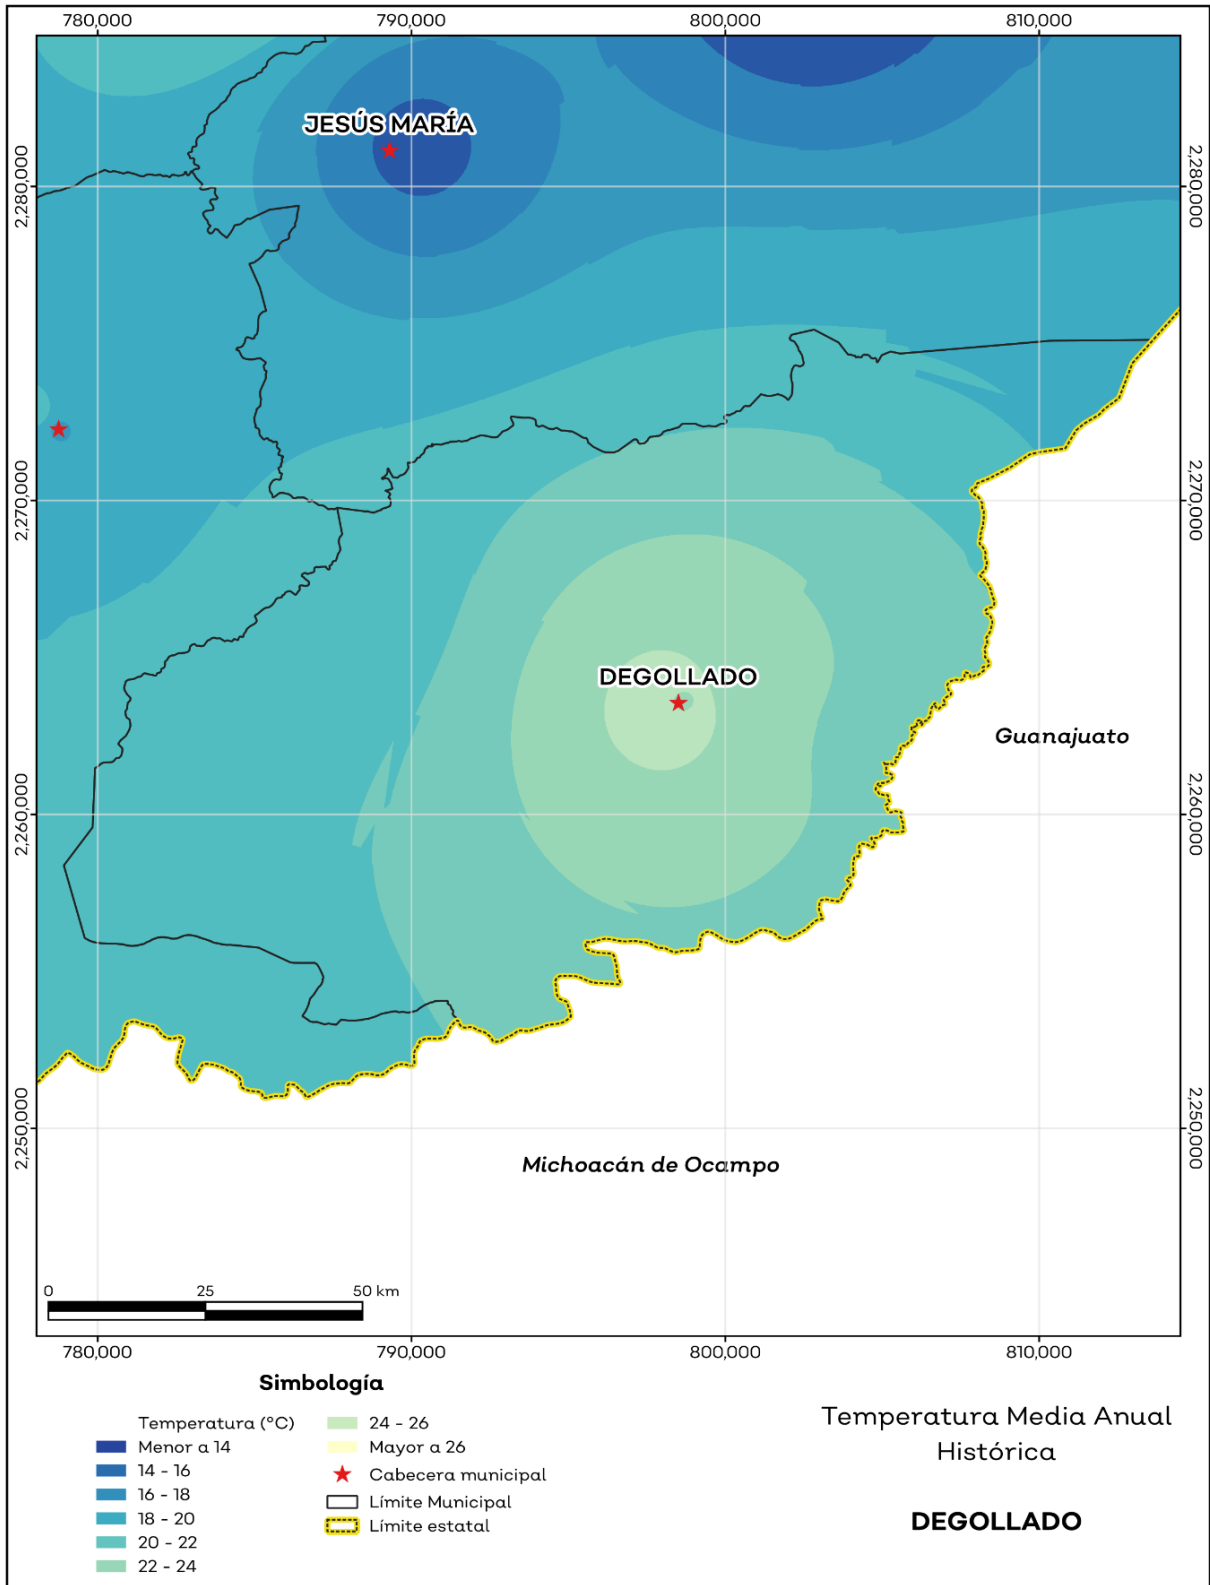 780,000
790,000
800,000
810,000
JESÚS MARÍA
2,280,000
2,280,000
2,270,000
2,270,000
DEGOLLADO
Guanajuato
2,260,000
2,260,000
2,250,000
2,250,000
Michoacán de Ocampo
0 25 50 km
780,000
790,000
800,000
810,000
Simbología
Temperatura (°C)
Menor a 14
14 - 16
16 - 18
18 - 20
20 - 22
22 - 24
24 - 26
Mayor a 26
Cabecera municipal
Límite Municipal
Límite estatal
Temperatura Media Anual
Histórica
DEGOLLADO